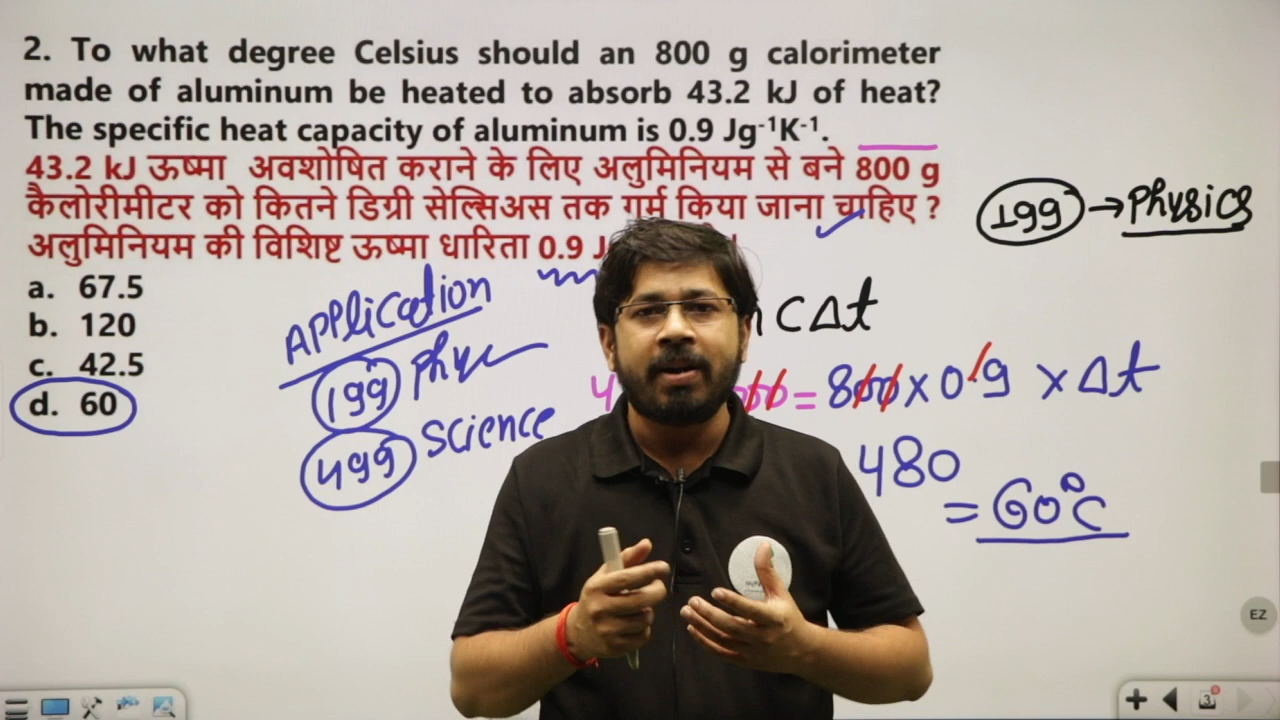 2. To what degree Celsius should an 800 g calorimeter
made of aluminum be heated to absorb 43.2 kJ of heat?
The specific heat capacity of aluminum is 0.9 Jg⁻¹K⁻¹.
43.2 kJ ऊष्मा अवशोषित कराने के लिए अलुमिनियम से बने 800 g
कैलोरीमीटर को कितने डिग्री सेल्सिअस तक गर्म किया जाना चाहिए ?
अलुमिनियम की विशिष्ट ऊष्मा धारिता 0.9
a. 67.5
b. 120
c. 42.5
d. 60
199 → Physics
Application
199 Phy
499 Science
c Δt
= 800 x 0.9 x Δt
480
= 60°c
EZ
3